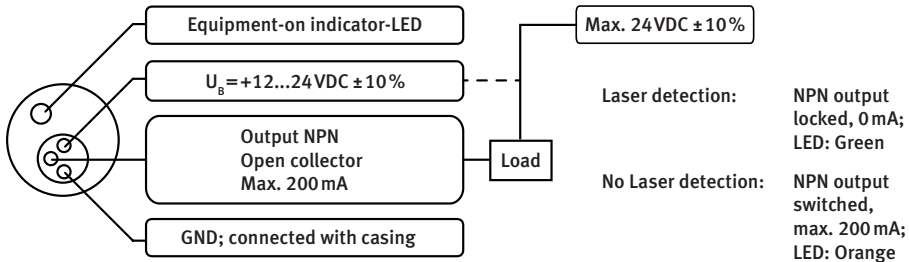 Equipment-on indicator-LED
Max. 24VDC ±10%
U_B=+12...24VDC ±10%
Output NPN
Open collector
Max. 200mA
Load
GND; connected with casing
Laser detection:
NPN output
locked, 0mA;
LED: Green
No Laser detection:
NPN output
switched,
max. 200mA;
LED: Orange